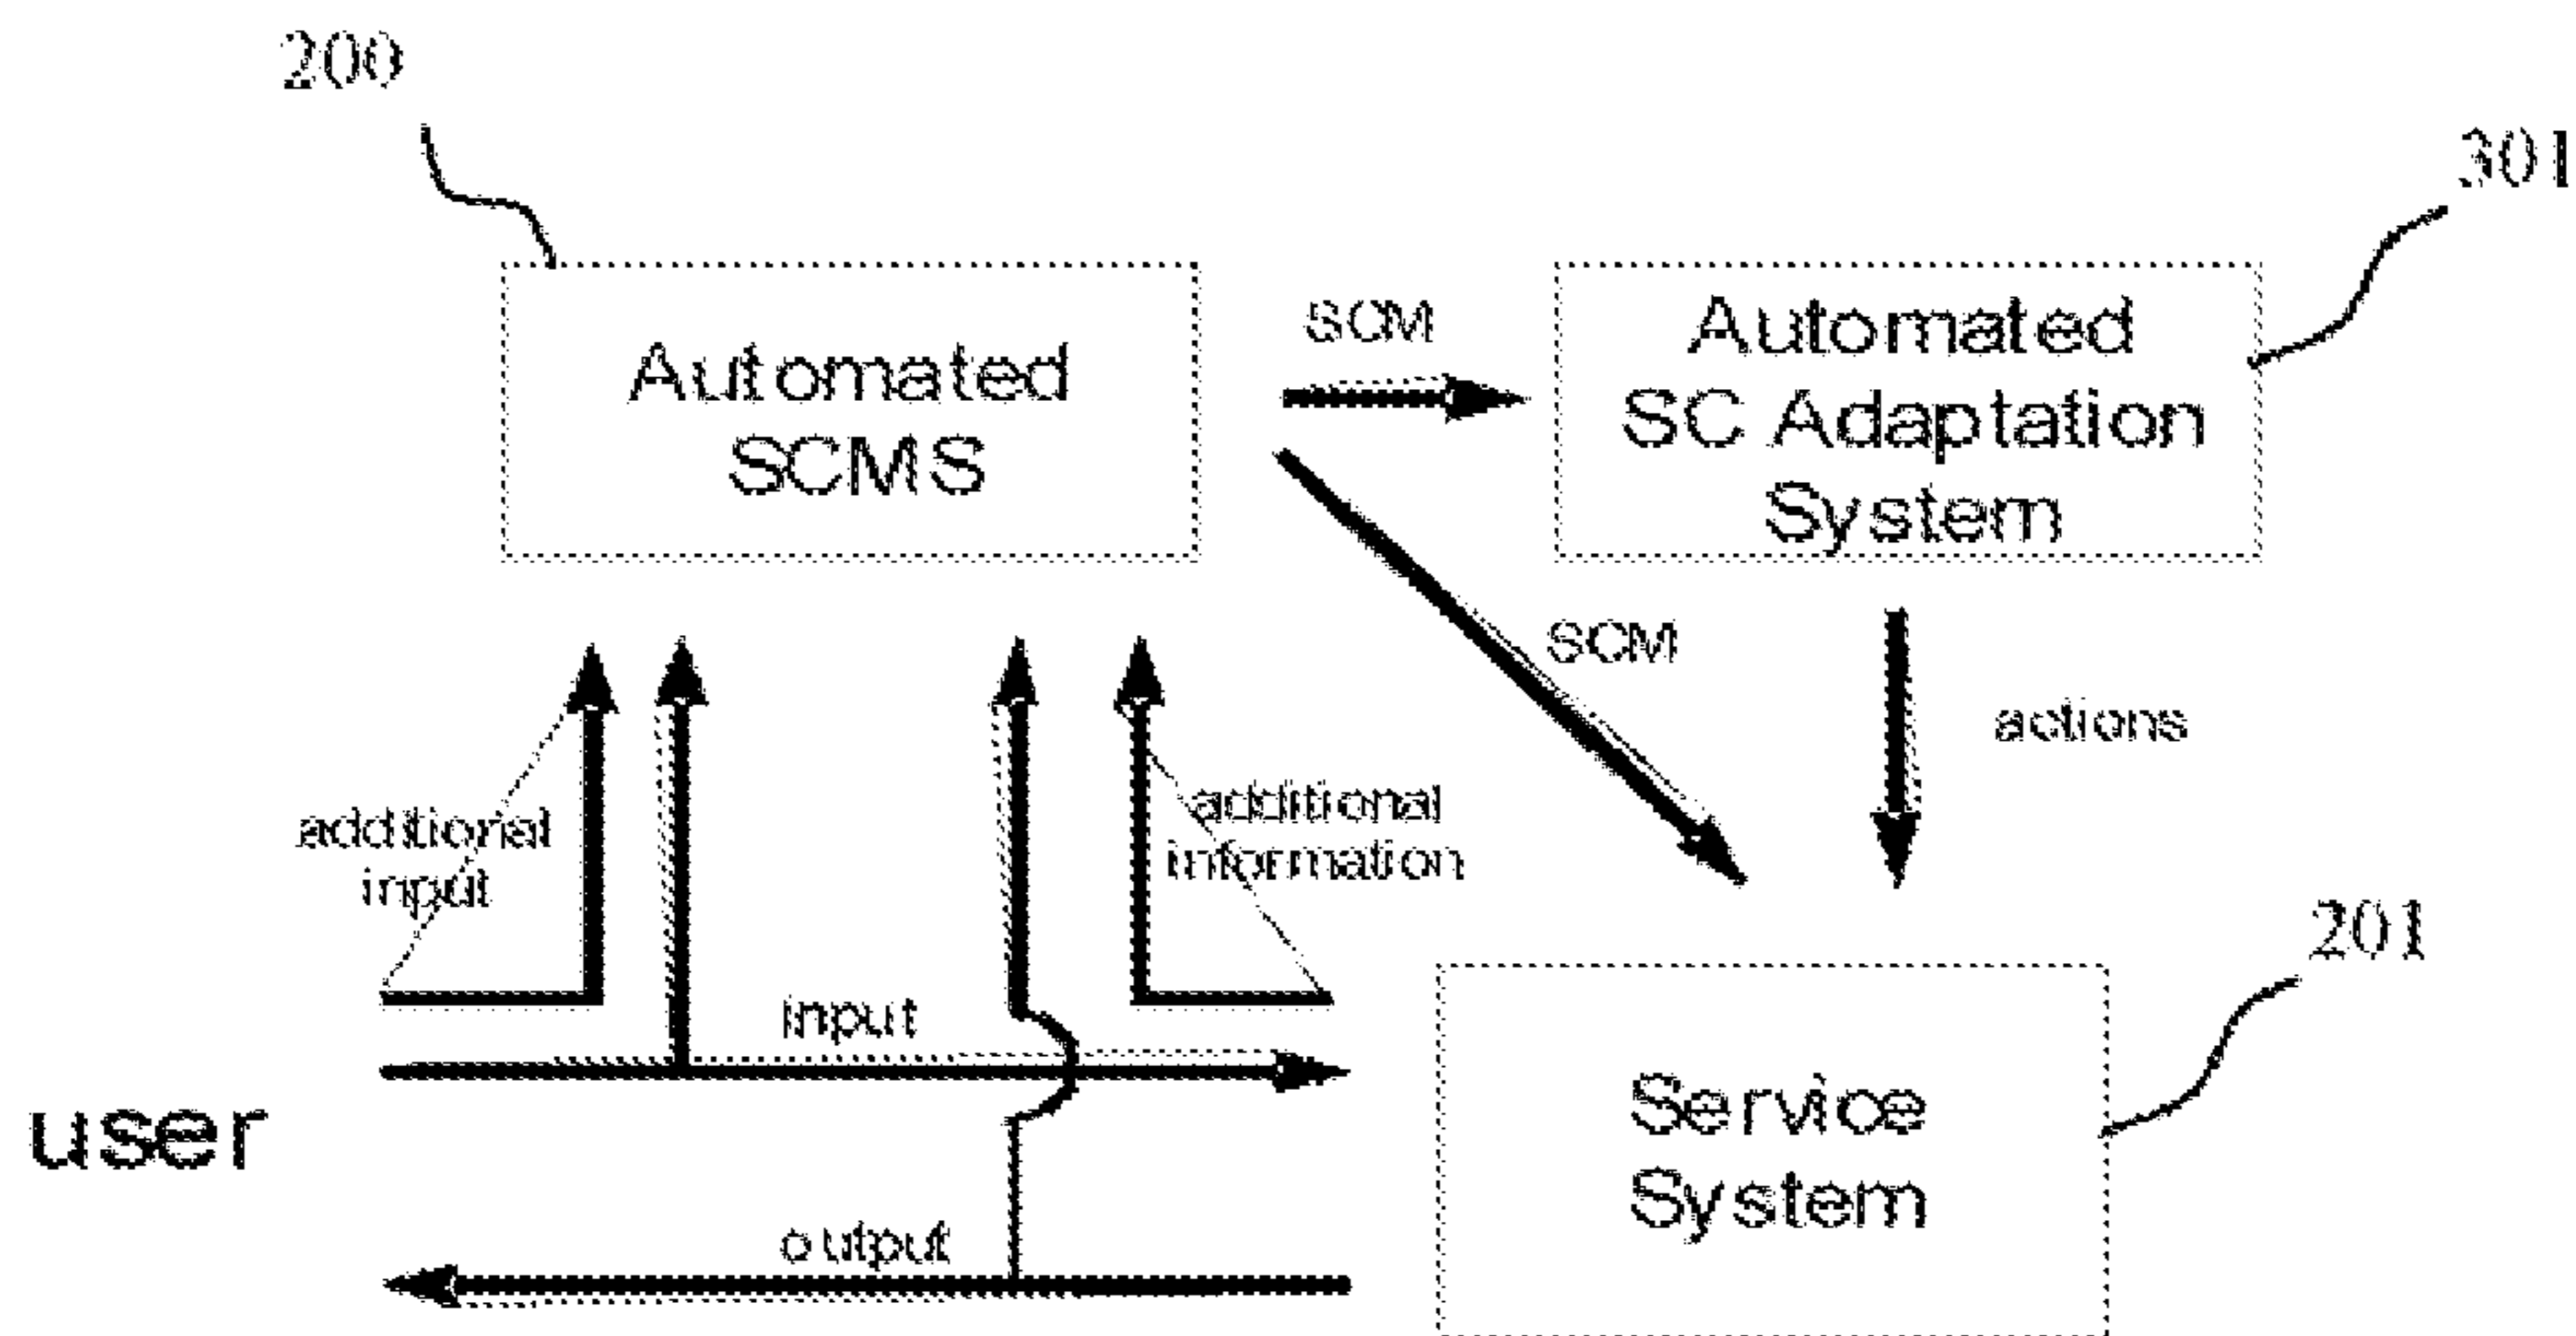 200
301
Automated
SCMS
SCM
Automated
SC Adaptation
System
SCM
actions
additional
input
additional
information
201
input
user
Service
System
output